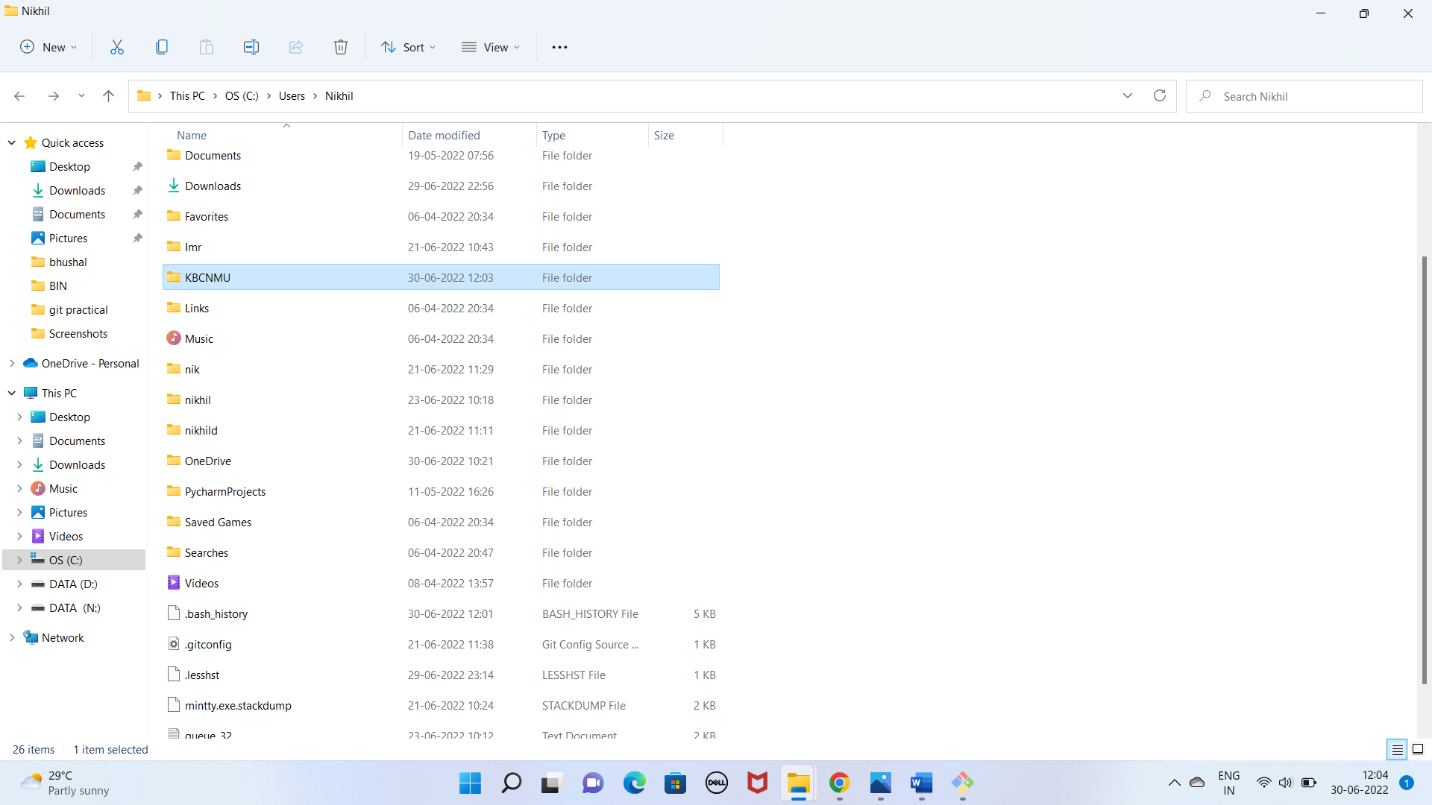 Nikhil
New
Sort
View
This PC > OS (C:) > Users > Nikhil
Search Nikhil
Quick access
Desktop
Downloads
Documents
Pictures
bhushal
BIN
git practical
Screenshots
OneDrive - Personal
This PC
Desktop
Documents
Downloads
Music
Pictures
Videos
OS (C:)
DATA (D:)
DATA (N:)
Network
Name Date modified Type Size
Documents 19-05-2022 07:56 File folder
Downloads 29-06-2022 22:56 File folder
Favorites 06-04-2022 20:34 File folder
lmr 21-06-2022 10:43 File folder
KBCNMU 30-06-2022 12:03 File folder
Links 06-04-2022 20:34 File folder
Music 06-04-2022 20:34 File folder
nik 21-06-2022 11:29 File folder
nikhil 23-06-2022 10:18 File folder
nikhild 21-06-2022 11:11 File folder
OneDrive 30-06-2022 10:21 File folder
PycharmProjects 11-05-2022 16:26 File folder
Saved Games 06-04-2022 20:34 File folder
Searches 06-04-2022 20:47 File folder
Videos 08-04-2022 13:57 File folder
.bash_history 30-06-2022 12:01 BASH_HISTORY File 5 KB
.gitconfig 21-06-2022 11:38 Git Config Source ... 1 KB
.lesshst 29-06-2022 23:14 LESSHST File 1 KB
mintty.exe.stackdump 21-06-2022 10:24 STACKDUMP File 2 KB
queue_32 23-06-2022 10:12 Text Document 2 KB
26 items 1 item selected
29°C
Partly sunny
DELL
ENG
IN
12:04
30-06-2022
1